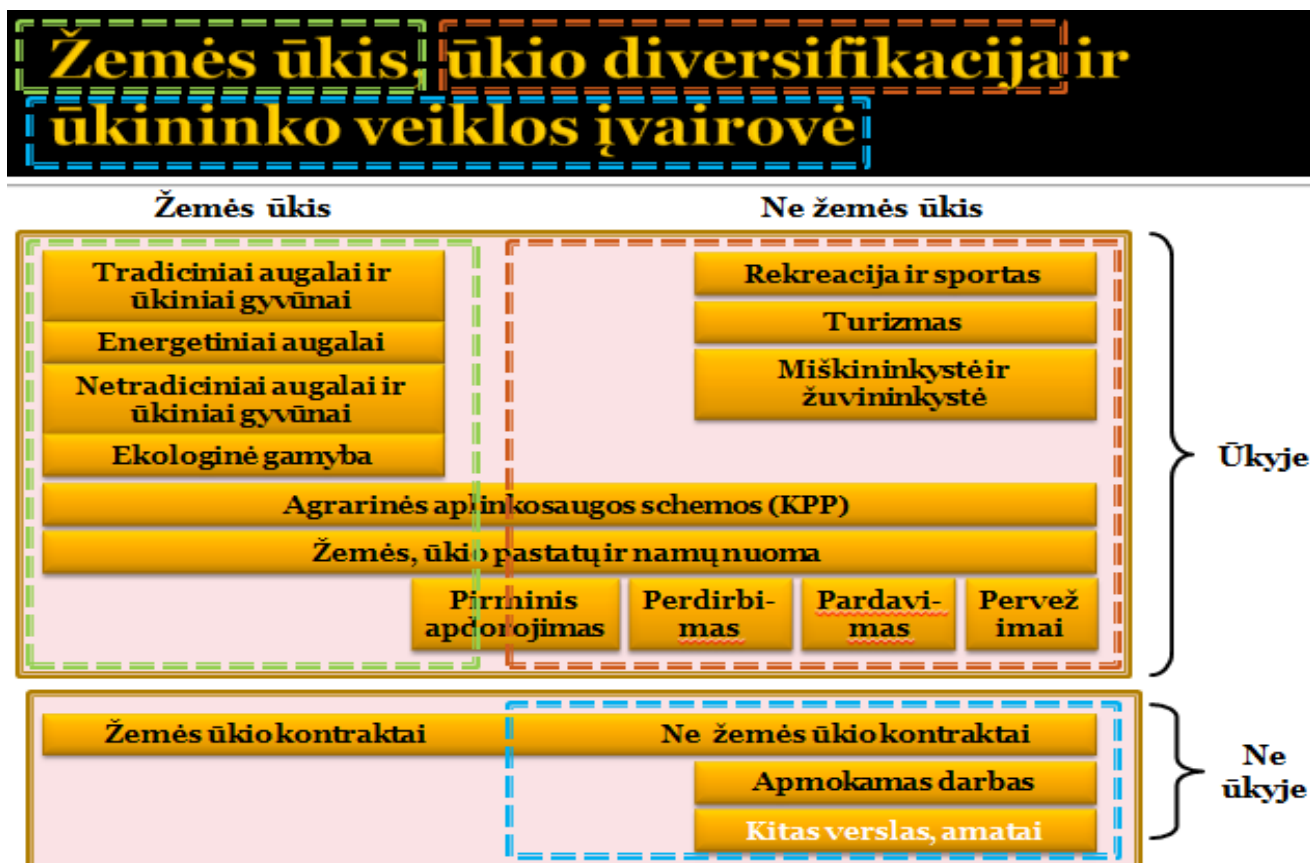 Žemės ūkis, ūkio diversifikacija ir
ūkininko veiklos įvairovė
Žemės ūkis
Ne žemės ūkis
Tradiciniai augalai ir
ūkiniai gyvūnai
Energetiniai augalai
Netradiciniai augalai ir
ūkiniai gyvūnai
Ekologinė gamyba
Rekreacija ir sportas
Turizmas
Miškininkystė ir
žuvininkystė
Agrarinės aplinkosaugos schemos (KPP)
Žemės, ūkio pastatų ir namų nuoma
Pirminis
apdorojimas
Perdirbi-
mas
Pardavi-
mas
Pervež
imai
Ūkyje
Žemės ūkio kontraktai
Ne žemės ūkio kontraktai
Apmokamas darbas
Kitas verslas, amatai
Ne
ūkyje